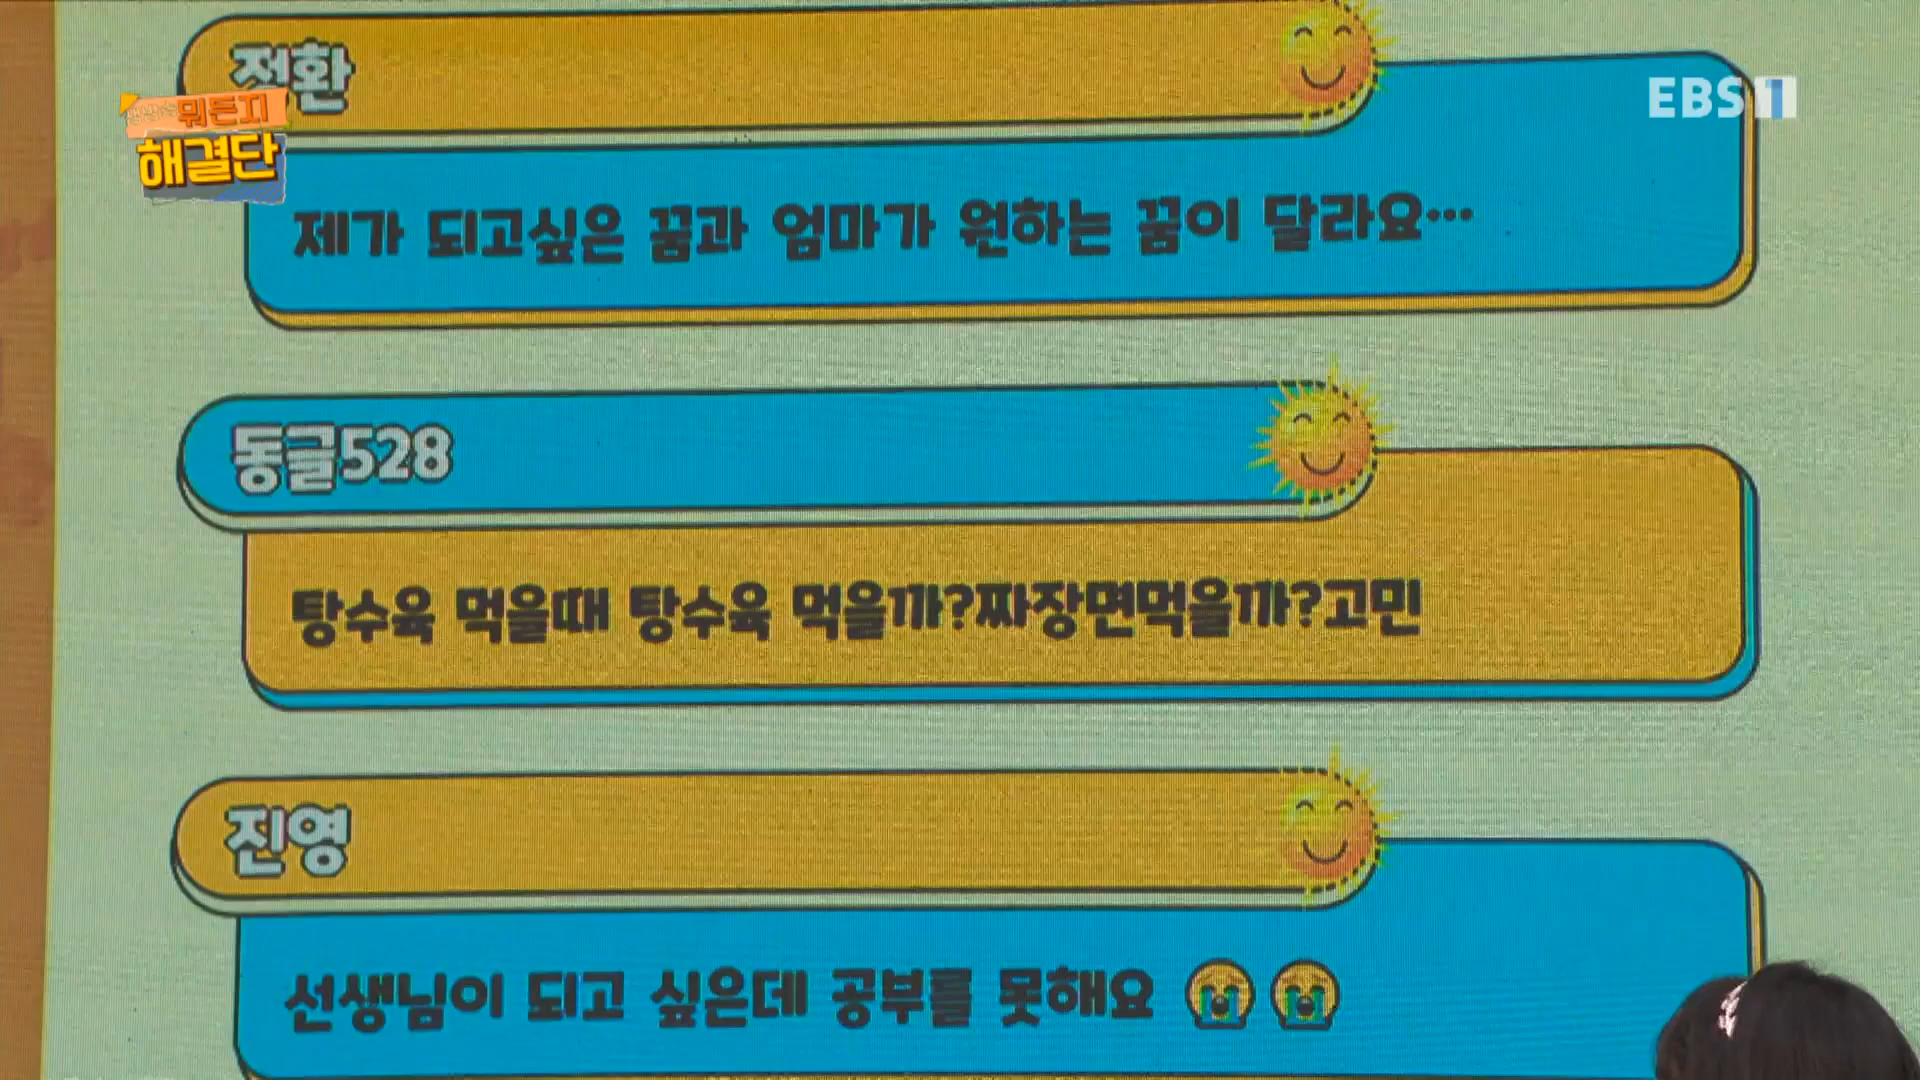 정환
뭐든지
해결단
EBS 1
제가 되고싶은 꿈과 엄마가 원하는 꿈이 달라요…
동글528
탕수육 먹을때 탕수육 먹을까?짜장면먹을까?고민
진영
선생님이 되고 싶은데 공부를 못해요 😭😭